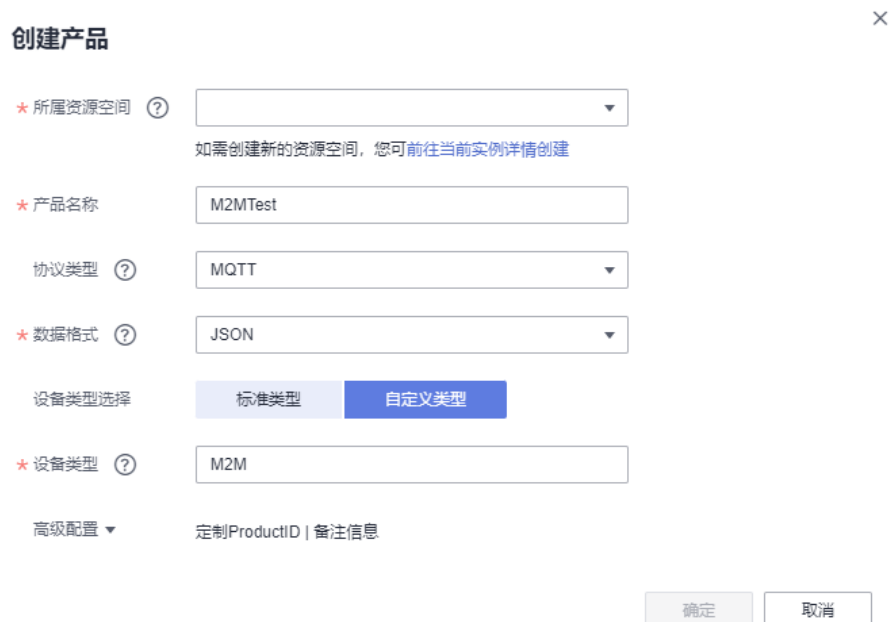 创建产品
* 所属资源空间 ?
如需创建新的资源空间，您可前往当前实例详情创建
* 产品名称 M2MTest
协议类型 ? MQTT
* 数据格式 ? JSON
设备类型选择 标准类型 自定义类型
* 设备类型 ? M2M
高级配置 定制ProductID | 备注信息
确定 取消